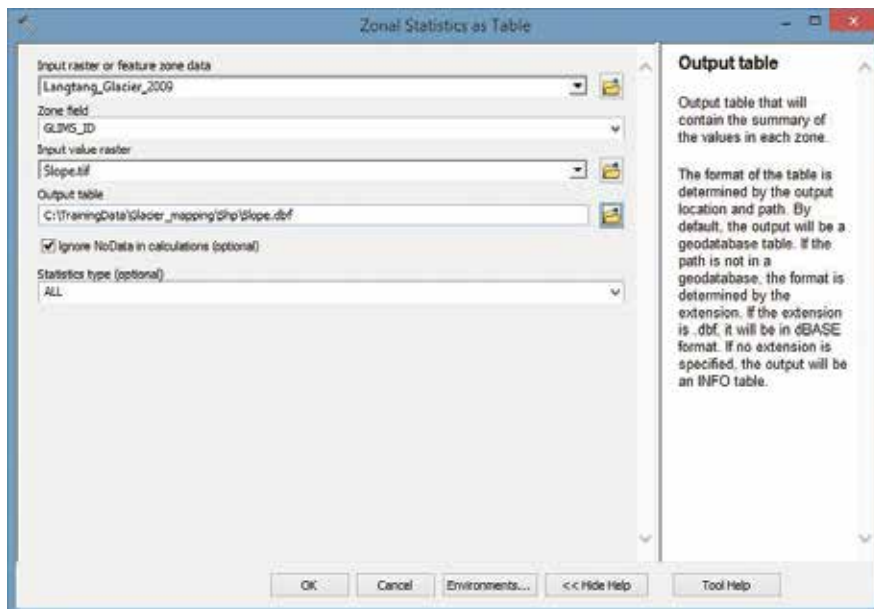 Zonal Statistics as Table
Input raster or feature zone data
Langtang_Glacier_2009
Zone field
GLIMS_ID
Input value raster
Slope.tif
Output table
C:\TrainingData\Glacier_mapping\Shp\Slope.dbf
Ignore NoData in calculations (optional)
Statistics type (optional)
ALL
Output table
Output table that will
contain the summary of
the values in each zone.
The format of the table is
determined by the output
location and path. By
default, the output will be a
geodatabase table. If the
path is not in a
geodatabase, the format is
determined by the
extension. If the extension
is .dbf, it will be in dBASE
format. If no extension is
specified, the output will be
an INFO table.
OK
Cancel
Environments...
<< Hide Help
Tool Help